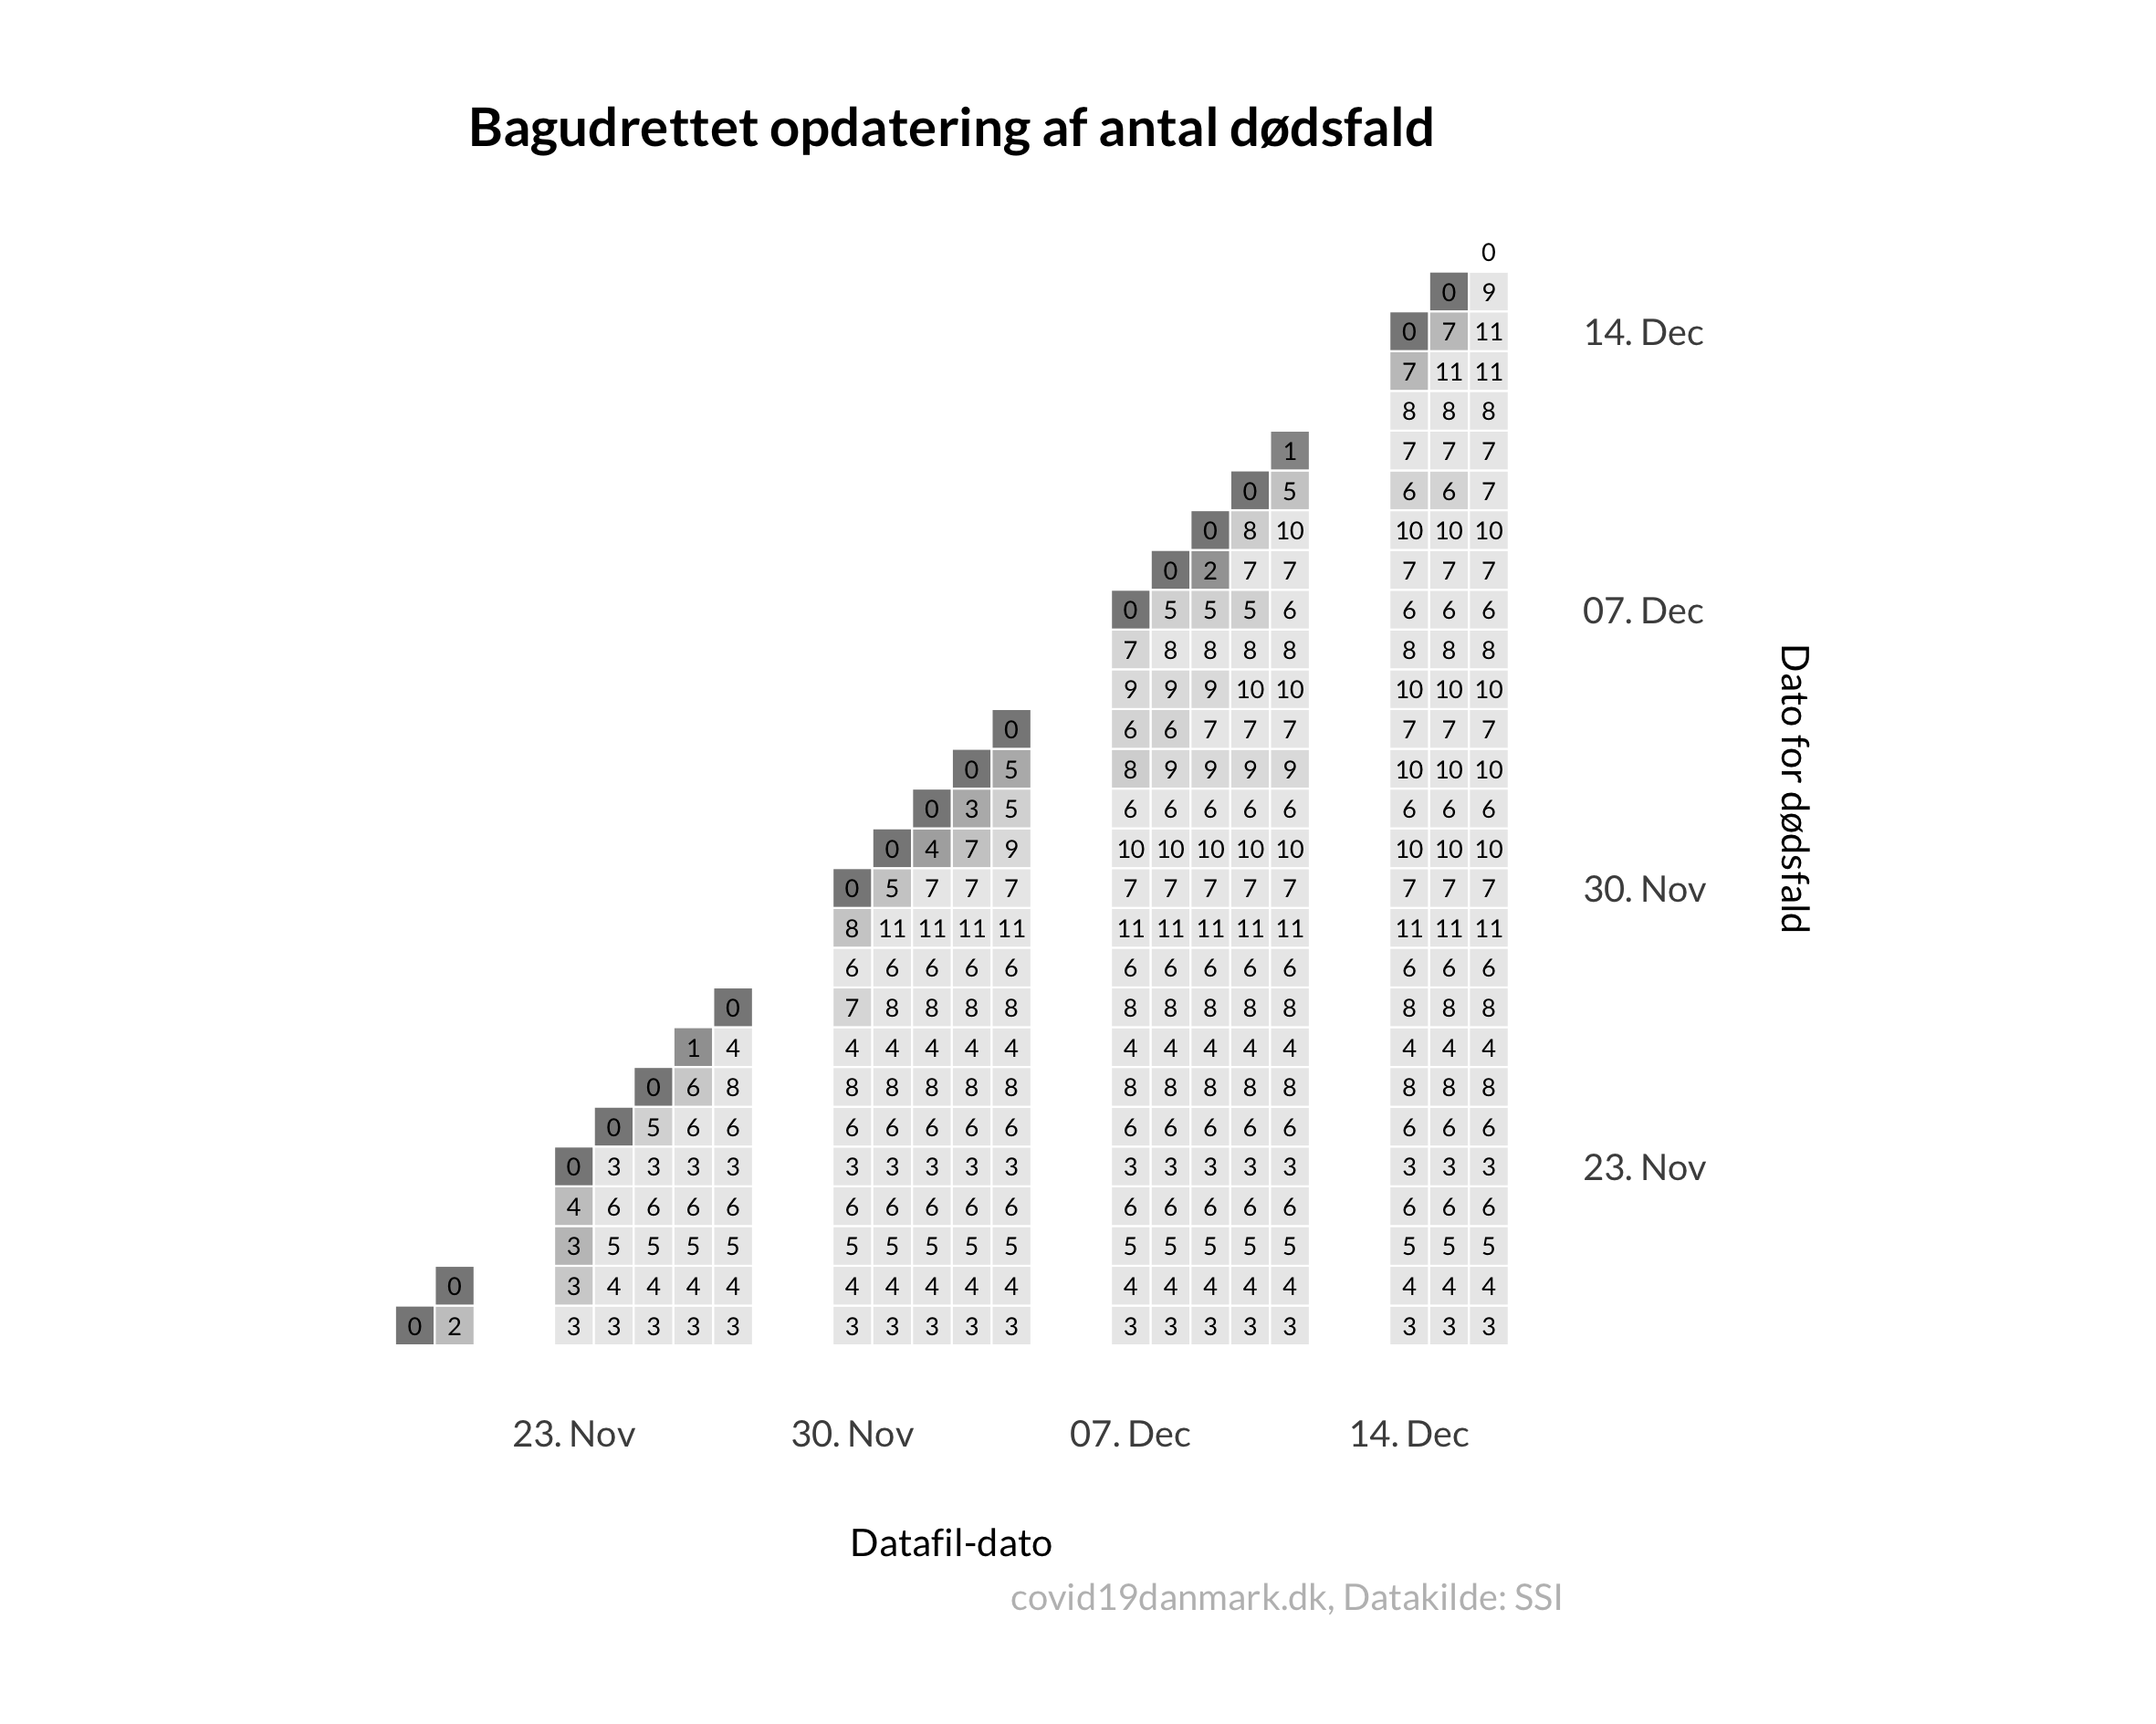 Bagudrettet opdatering af antal dødsfald
0
0 9
0 7 11 14. Dec
7 11 11
8 8 8
1 7 7 7
0 5 6 6 7
0 8 10 10 10 10
0 2 7 7 7 7 7
0 5 5 5 6 6 6 6 07. Dec
7 8 8 8 8 8 8 8
9 9 9 10 10 10 10 10
0 6 6 7 7 7 7 7 7
0 5 8 9 9 9 9 10 10 10
0 3 5 6 6 6 6 6 6 6 6
0 4 7 9 10 10 10 10 10 10 10 10
0 5 7 7 7 7 7 7 7 7 7 7 7 30. Nov
8 11 11 11 11 11 11 11 11 11 11 11 11
6 6 6 6 6 6 6 6 6 6 6 6 6
0 7 8 8 8 8 8 8 8 8 8 8 8 8
1 4 4 4 4 4 4 4 4 4 4 4 4 4 4
0 6 8 8 8 8 8 8 8 8 8 8 8 8 8 8
0 5 6 6 6 6 6 6 6 6 6 6 6 6 6 6 6
0 3 3 3 3 3 3 3 3 3 3 3 3 3 3 3 3 3 23. Nov
4 6 6 6 6 6 6 6 6 6 6 6 6 6 6 6 6 6
3 5 5 5 5 5 5 5 5 5 5 5 5 5 5 5 5 5
0 3 4 4 4 4 4 4 4 4 4 4 4 4 4 4 4 4 4
0 2 3 3 3 3 3 3 3 3 3 3 3 3 3 3 3 3 3 3
Dato for dødsfald
23. Nov 30. Nov 07. Dec 14. Dec
Datafil-dato
covid19danmark.dk, Datakilde: SSI